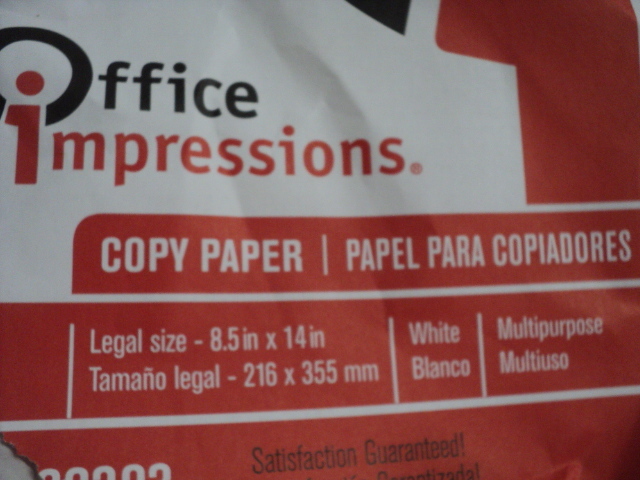 Office
impressions®
COPY PAPER | PAPEL PARA COPIADORES
Legal size - 8.5 in x 14 in
Tamaño legal - 216 x 355 mm
White
Blanco
Multipurpose
Multiuso
Satisfaction Guaranteed!